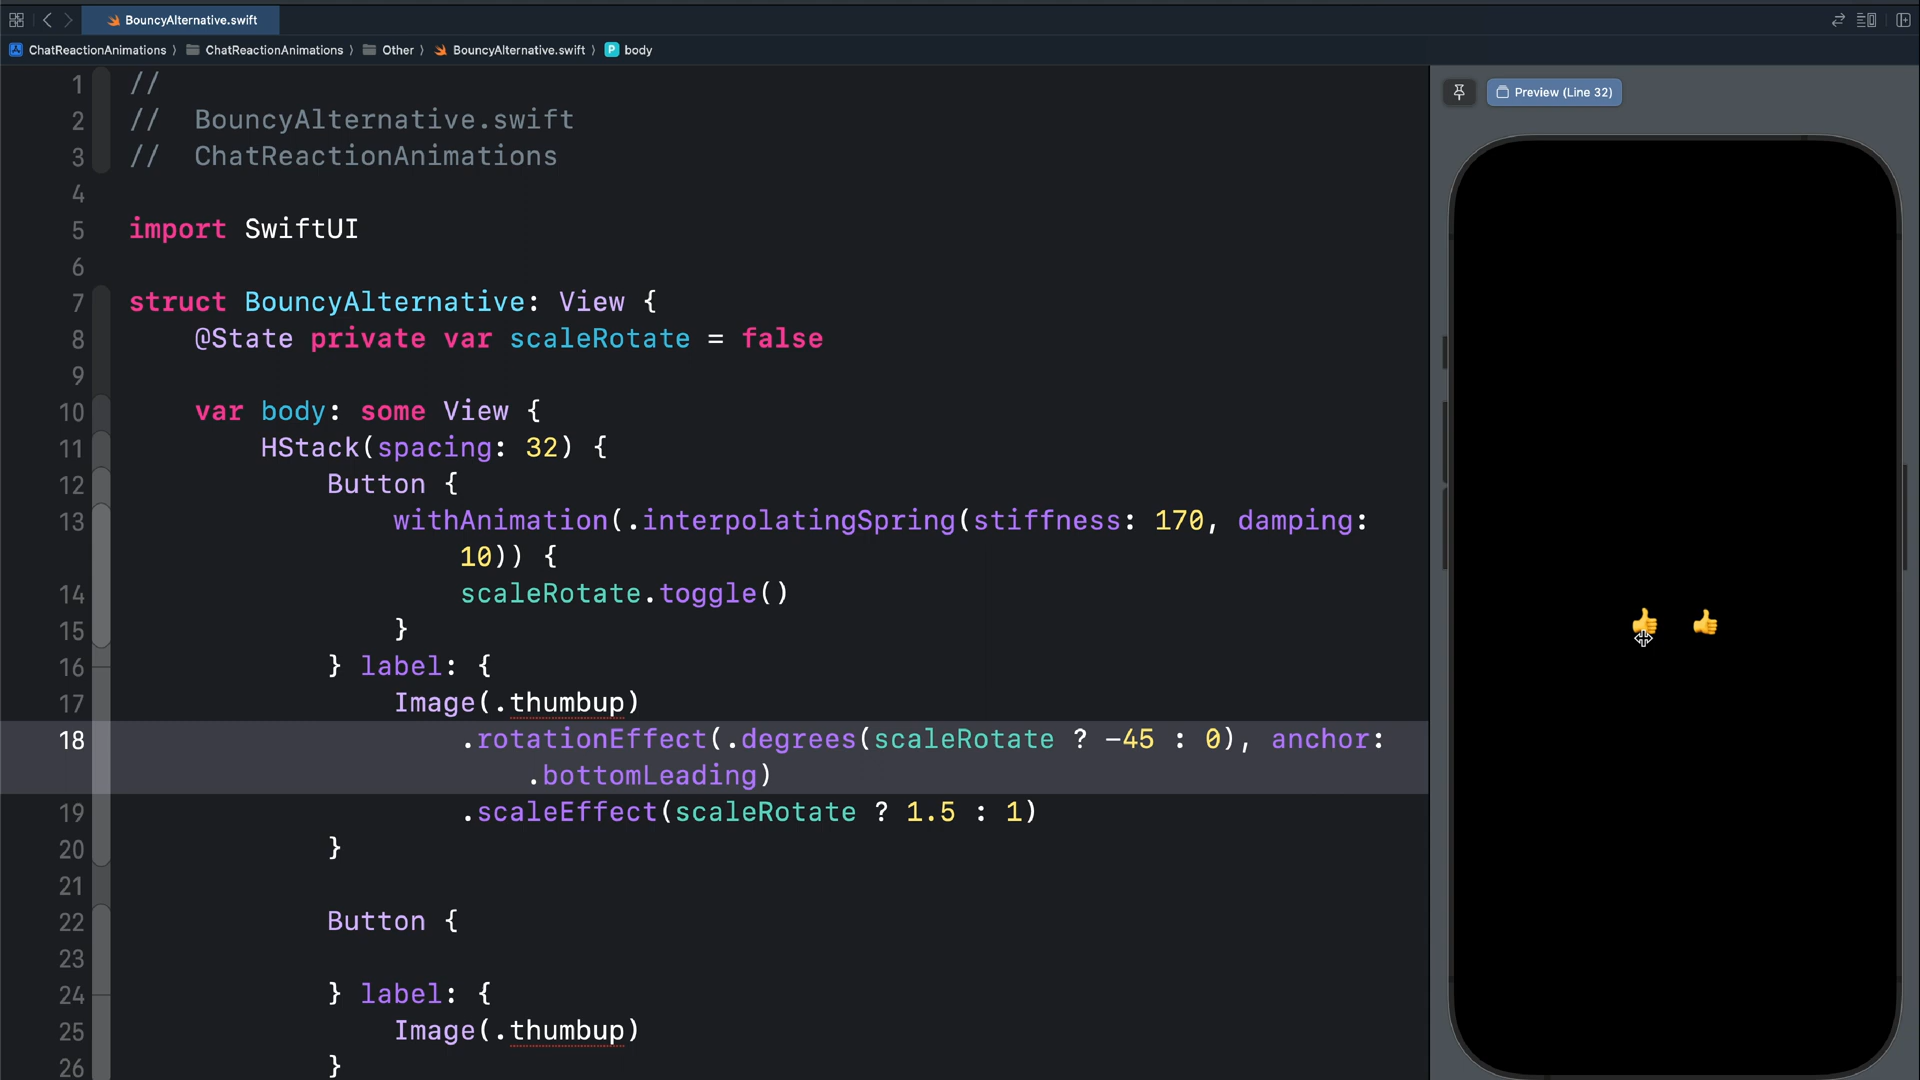 BouncyAlternative.swift
ChatReactionAnimations 〉 ChatReactionAnimations 〉 Other 〉 BouncyAlternative.swift 〉 P body
Preview (Line 32)
1 //
2 //  BouncyAlternative.swift
3 //  ChatReactionAnimations
4
5 import SwiftUI
6
7 struct BouncyAlternative: View {
8     @State private var scaleRotate = false
9
10     var body: some View {
11         HStack(spacing: 32) {
12             Button {
13                 withAnimation(.interpolatingSpring(stiffness: 170, damping:
10)) {
14                     scaleRotate.toggle()
15                 }
16             } label: {
17                 Image(.thumbup)
18                     .rotationEffect(.degrees(scaleRotate ? -45 : 0), anchor:
.bottomLeading)
19                     .scaleEffect(scaleRotate ? 1.5 : 1)
20             }
21
22             Button {
23
24             } label: {
25                 Image(.thumbup)
26             }